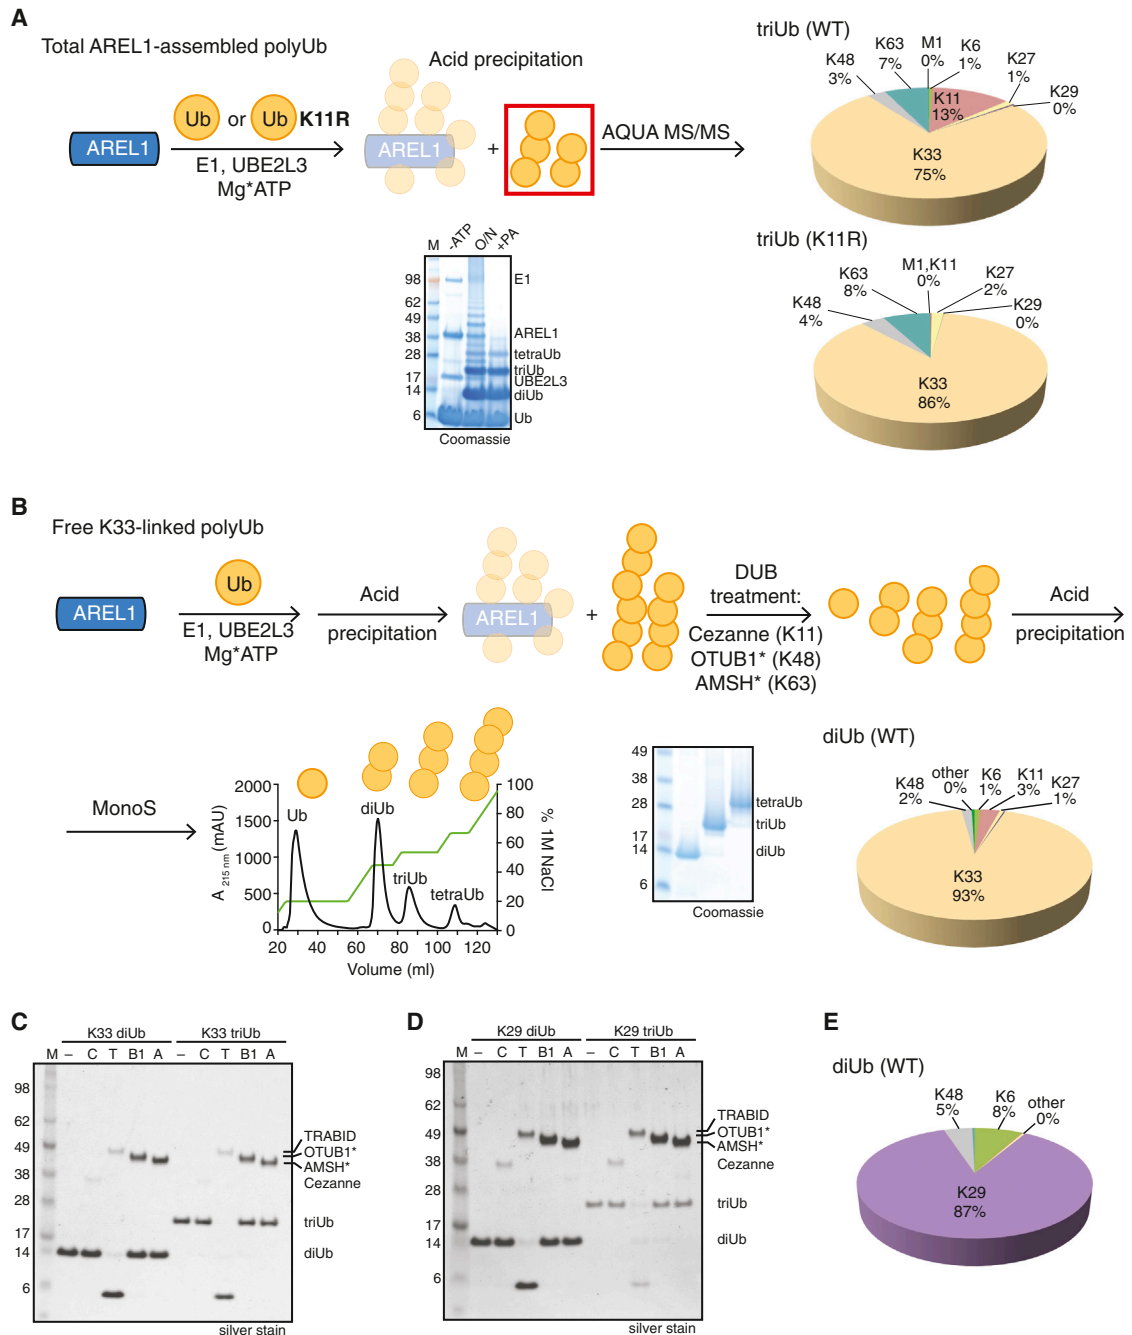 A
Total AREL1-assembled polyUb
AREL1
Ub or Ub K11R
E1, UBE2L3
Mg*ATP
Acid precipitation
AREL1
+
AQUA MS/MS
triUb (WT)
K48
3%
K63
7%
M1
0%
K6
1%
K27
1%
K29
0%
K11
13%
K33
75%
triUb (K11R)
K48
4%
K63
8%
M1,K11
0%
K27
2%
K29
0%
K33
86%
M -ATP O/N +PA
98
62
49
38
28
17
14
6
E1
AREL1
tetraUb
triUb
UBE2L3
diUb
Ub
Coomassie
B
Free K33-linked polyUb
AREL1
Ub
E1, UBE2L3
Mg*ATP
Acid
precipitation
AREL1
+
DUB
treatment:
Cezanne (K11)
OTUB1* (K48)
AMSH* (K63)
Acid
precipitation
MonoS
A 215 nm (mAU)
2000
1500
1000
500
0
Ub
diUb
triUb
tetraUb
100
80
60
40
20
0
% 1M NaCl
20 40 60 80 100 120
Volume (ml)
49
38
28
17
14
6
tetraUb
triUb
diUb
Coomassie
diUb (WT)
K48
2%
other
0%
K6
1%
K11
3%
K27
1%
K33
93%
C
K33 diUb K33 triUb
M – C T B1 A – C T B1 A
98
62
49
38
28
17
14
6
TRABID
OTUB1*
AMSH*
Cezanne
triUb
diUb
silver stain
D
K29 diUb K29 triUb
M – C T B1 A – C T B1 A
98
62
49
38
28
17
14
6
TRABID
OTUB1*
AMSH*
Cezanne
triUb
diUb
silver stain
E
diUb (WT)
K48
5%
K6
8%
other
0%
K29
87%